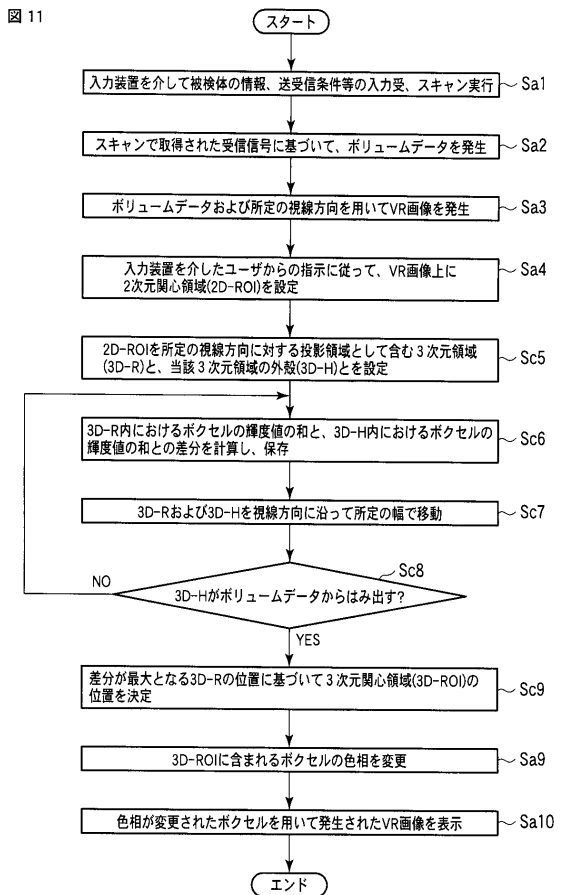 図 11
スタート
入力装置を介して被検体の情報、送受信条件等の入力受、スキャン実行
Sa1
スキャンで取得された受信信号に基づいて、ボリュームデータを発生
Sa2
ボリュームデータおよび所定の視線方向を用いてVR画像を発生
Sa3
入力装置を介したユーザからの指示に従って、VR画像上に
2次元関心領域(2D-ROI)を設定
Sa4
2D-ROIを所定の視線方向に対する投影領域として含む3次元領域
(3D-R)と、当該3次元領域の外殻(3D-H)とを設定
Sc5
3D-R内におけるボクセルの輝度値の和と、3D-H内におけるボクセルの
輝度値の和との差分を計算し、保存
Sc6
3D-Rおよび3D-Hを視線方向に沿って所定の幅で移動
Sc7
Sc8
NO
3D-Hがボリュームデータからはみ出す?
YES
差分が最大となる3D-Rの位置に基づいて3次元関心領域(3D-ROI)の
位置を決定
Sc9
3D-ROIに含まれるボクセルの色相を変更
Sa9
色相が変更されたボクセルを用いて発生されたVR画像を表示
Sa10
エンド